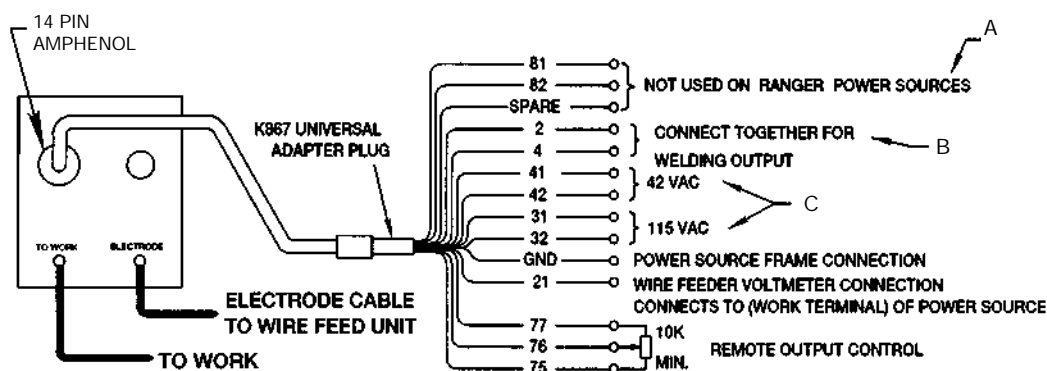 14 PIN
AMPHENOL
A
81
82
SPARE
NOT USED ON RANGER POWER SOURCES
K867 UNIVERSAL
ADAPTER PLUG
2
4
CONNECT TOGETHER FOR
WELDING OUTPUT
B
41
42
42 VAC
C
31
32
115 VAC
GND
POWER SOURCE FRAME CONNECTION
21
WIRE FEEDER VOLTMETER CONNECTION
CONNECTS TO (WORK TERMINAL) OF POWER SOURCE
TO WORK
ELECTRODE
ELECTRODE CABLE
TO WIRE FEED UNIT
TO WORK
77
76
75
10K
MIN.
REMOTE OUTPUT CONTROL